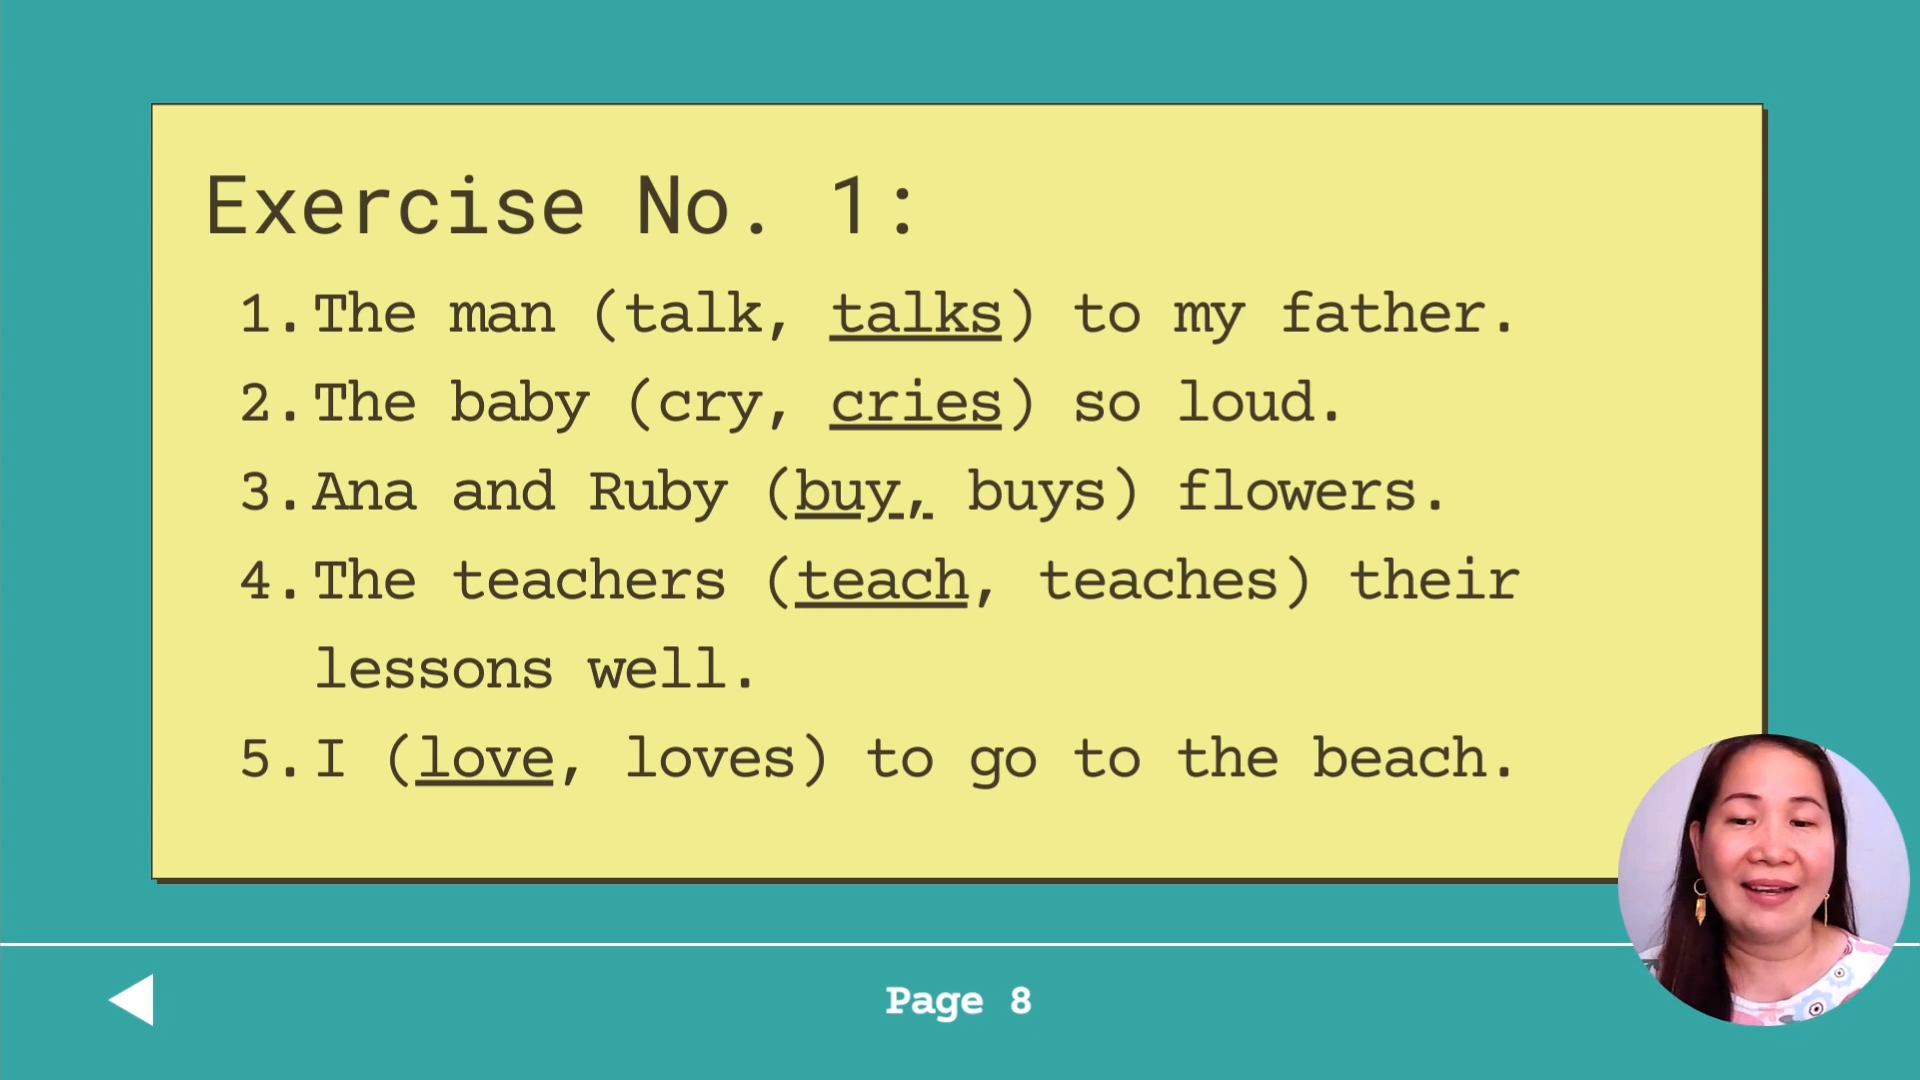 Exercise No. 1:
1. The man (talk, talks) to my father.
2. The baby (cry, cries) so loud.
3. Ana and Ruby (buy, buys) flowers.
4. The teachers (teach, teaches) their
lessons well.
5. I (love, loves) to go to the beach.
Page 8